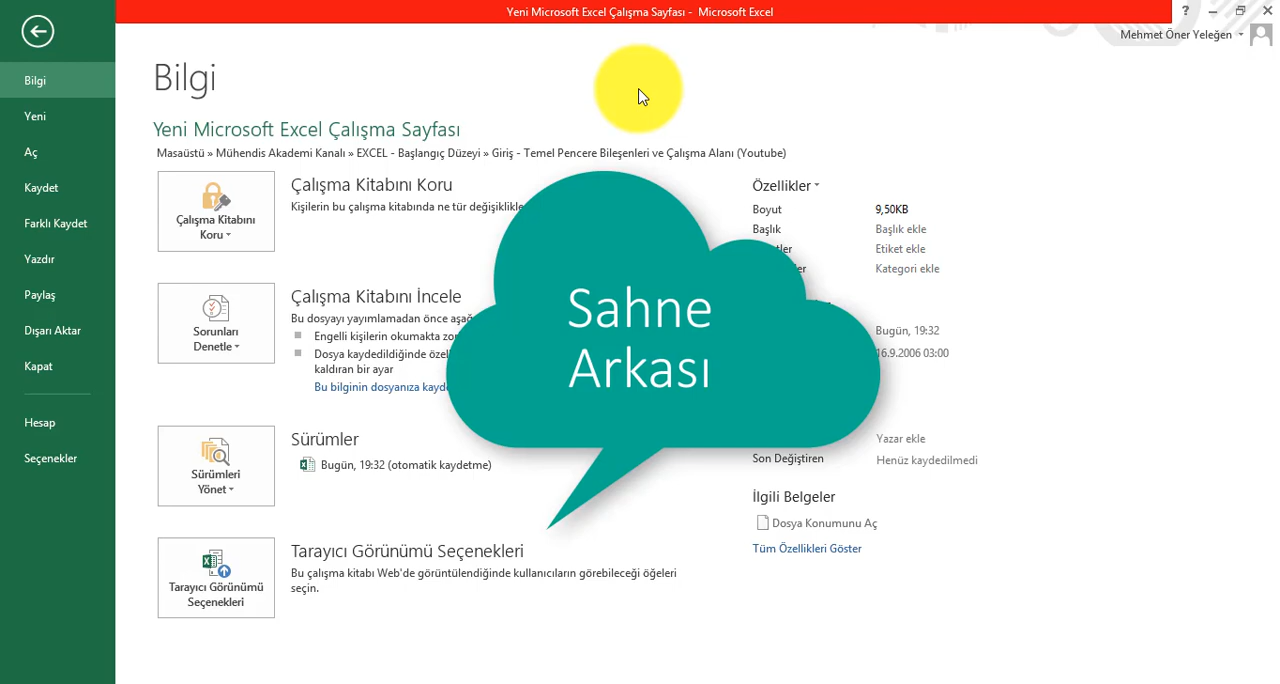 Yeni Microsoft Excel Çalışma Sayfası - Microsoft Excel
?
Mehmet Öner Yeleğen
Bilgi
Yeni
Aç
Kaydet
Farklı Kaydet
Yazdır
Paylaş
Dışarı Aktar
Kapat
Hesap
Seçenekler
Bilgi
Yeni Microsoft Excel Çalışma Sayfası
Masaüstü » Mühendis Akademi Kanalı » EXCEL - Başlangıç Düzeyi » Giriş - Temel Pencere Bileşenleri ve Çalışma Alanı (Youtube)
Çalışma Kitabını
Koru
Çalışma Kitabını Koru
Kişilerin bu çalışma kitabında ne tür
Sorunları
Denetle
Çalışma Kitabını İncele
Bu dosyayı yayımlamadan önce
Engelli kişilerin okumakta
Dosya kaydedildiğinde
kaldıran bir ayar
Bu bilginin dosyanıza
Sürümleri
Yönet
Sürümler
Bugün, 19:32 (otomatik kaydetme)
Tarayıcı Görünümü
Seçenekleri
Tarayıcı Görünümü Seçenekleri
Bu çalışma kitabı Web'de görüntülendiğinde kullanıcıların görebileceği öğeleri
seçin.
Sahne
Arkası
Özellikler
Boyut 9,50KB
Başlık Başlık ekle
Etiket ekle
Kategori ekle
Bugün, 19:32
16.9.2006 03:00
Yazar ekle
Son Değiştiren Henüz kaydedilmedi
İlgili Belgeler
Dosya Konumunu Aç
Tüm Özellikleri Göster